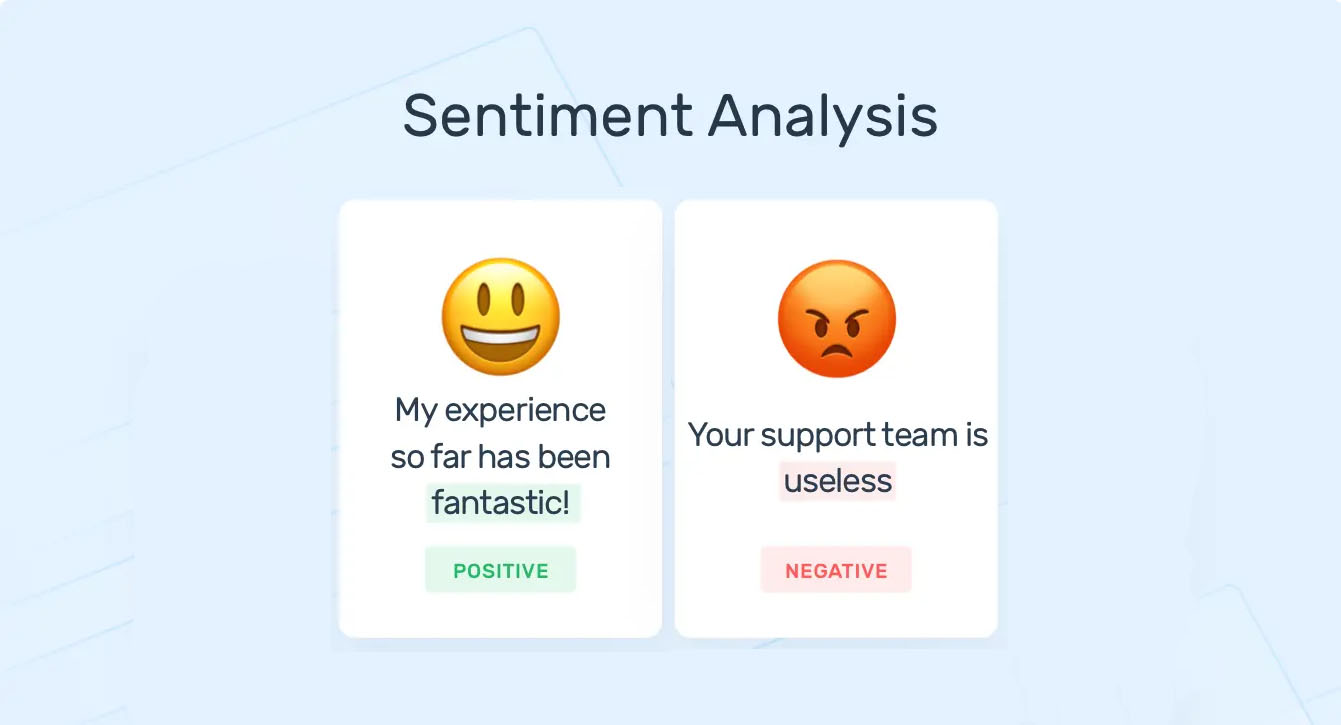 Sentiment Analysis
My experience
so far has been
fantastic!
POSITIVE
Your support team is
useless
NEGATIVE